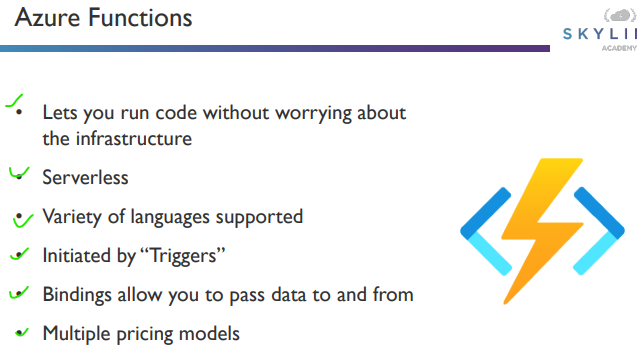 Azure Functions
SKYLI
ACADEMY
• Lets you run code without worrying about
the infrastructure
• Serverless
• Variety of languages supported
• Initiated by “Triggers”
• Bindings allow you to pass data to and from
• Multiple pricing models